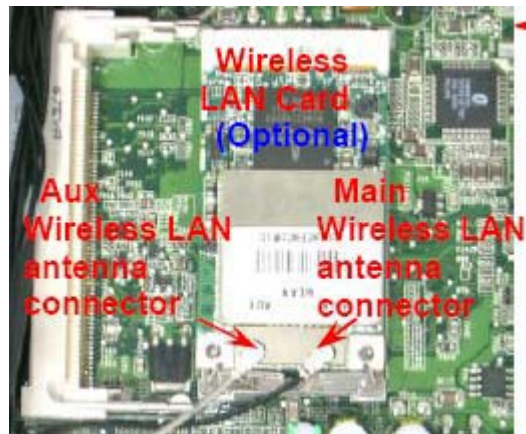 Wireless
LAN Card
(Optional)
Aux
Wireless LAN
antenna
connector
Main
Wireless LAN
antenna
connector